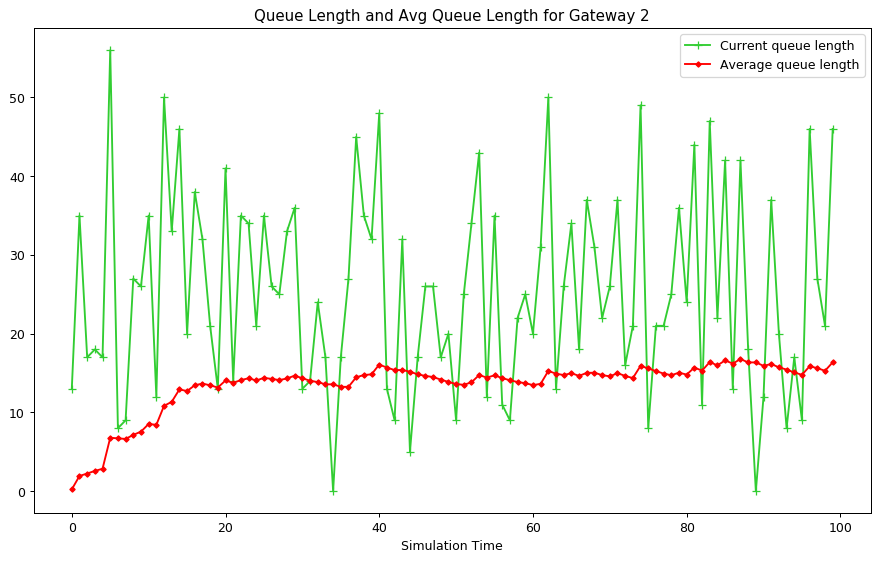 Queue Length and Avg Queue Length for Gateway 2
Current queue length
Average queue length
50
40
30
20
10
0
0 20 40 60 80 100
Simulation Time